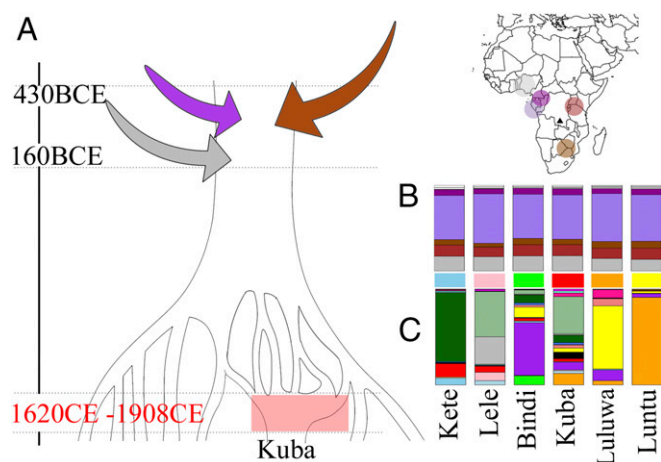 A
430BCE
160BCE
1620CE -1908CE
Kuba
B
C
Kete
Lele
Bindi
Kuba
Luluwa
Luntu